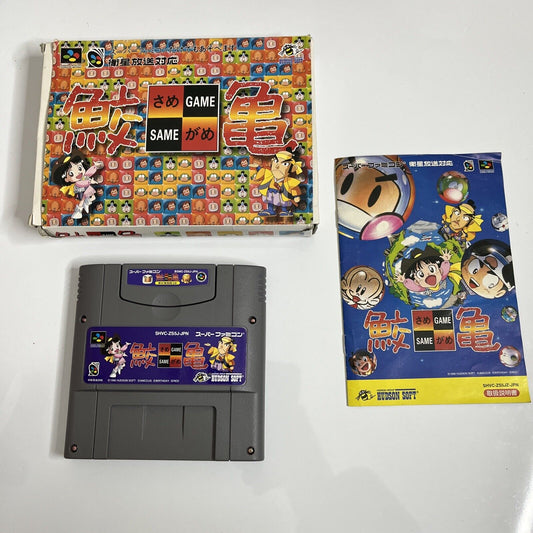 衛星放送対応
鮫
さめ GAME
SAME がめ
亀
スーパーファミコン 衛星放送対応
鮫
さめ GAME
SAME がめ
亀
HUDSON SOFT
SHVC-ZS5JZ-JPN
取扱説明書
スーパーファミコン
SHVC-ZS5J-JPN
スーパーファミコン
鮫
さめ GAME
SAME がめ
亀
HUDSON SOFT